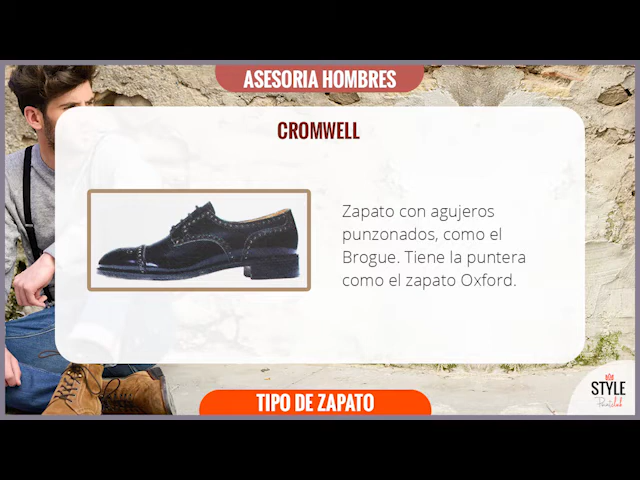 ASESORIA HOMBRES
CROMWELL
Zapato con agujeros
punzonados, como el
Brogue. Tiene la puntera
como el zapato Oxford.
TIPO DE ZAPATO
STYLE